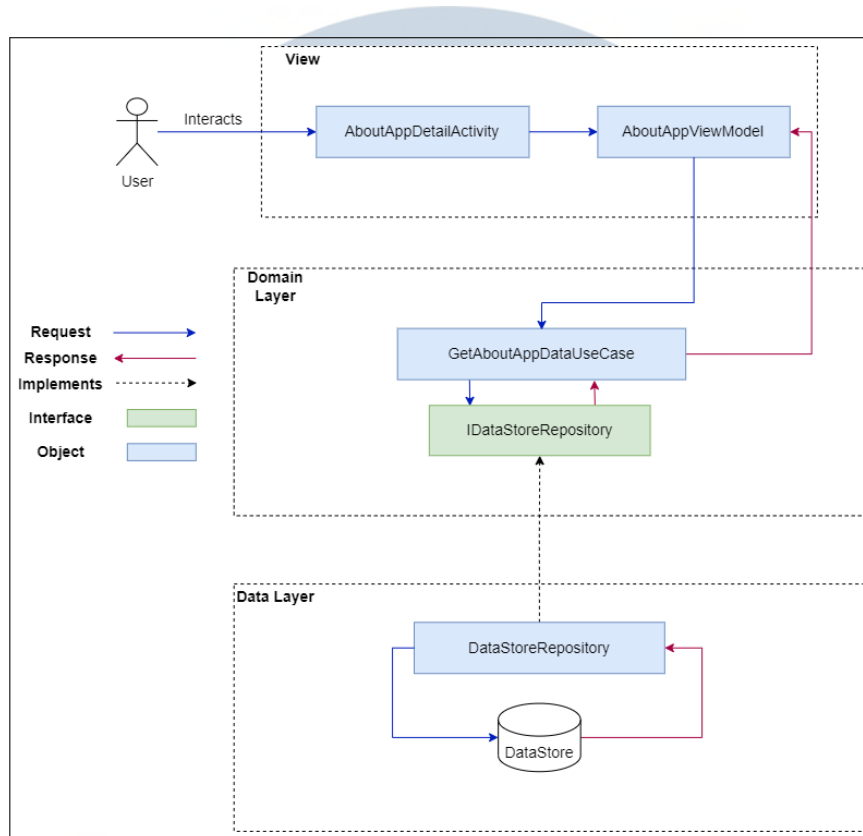 View
Interacts
AboutAppDetailActivity
AboutAppViewModel
User
Domain
Layer
Request
Response
Implements
Interface
Object
GetAboutAppDataUseCase
IDataStoreRepository
Data Layer
DataStoreRepository
DataStore